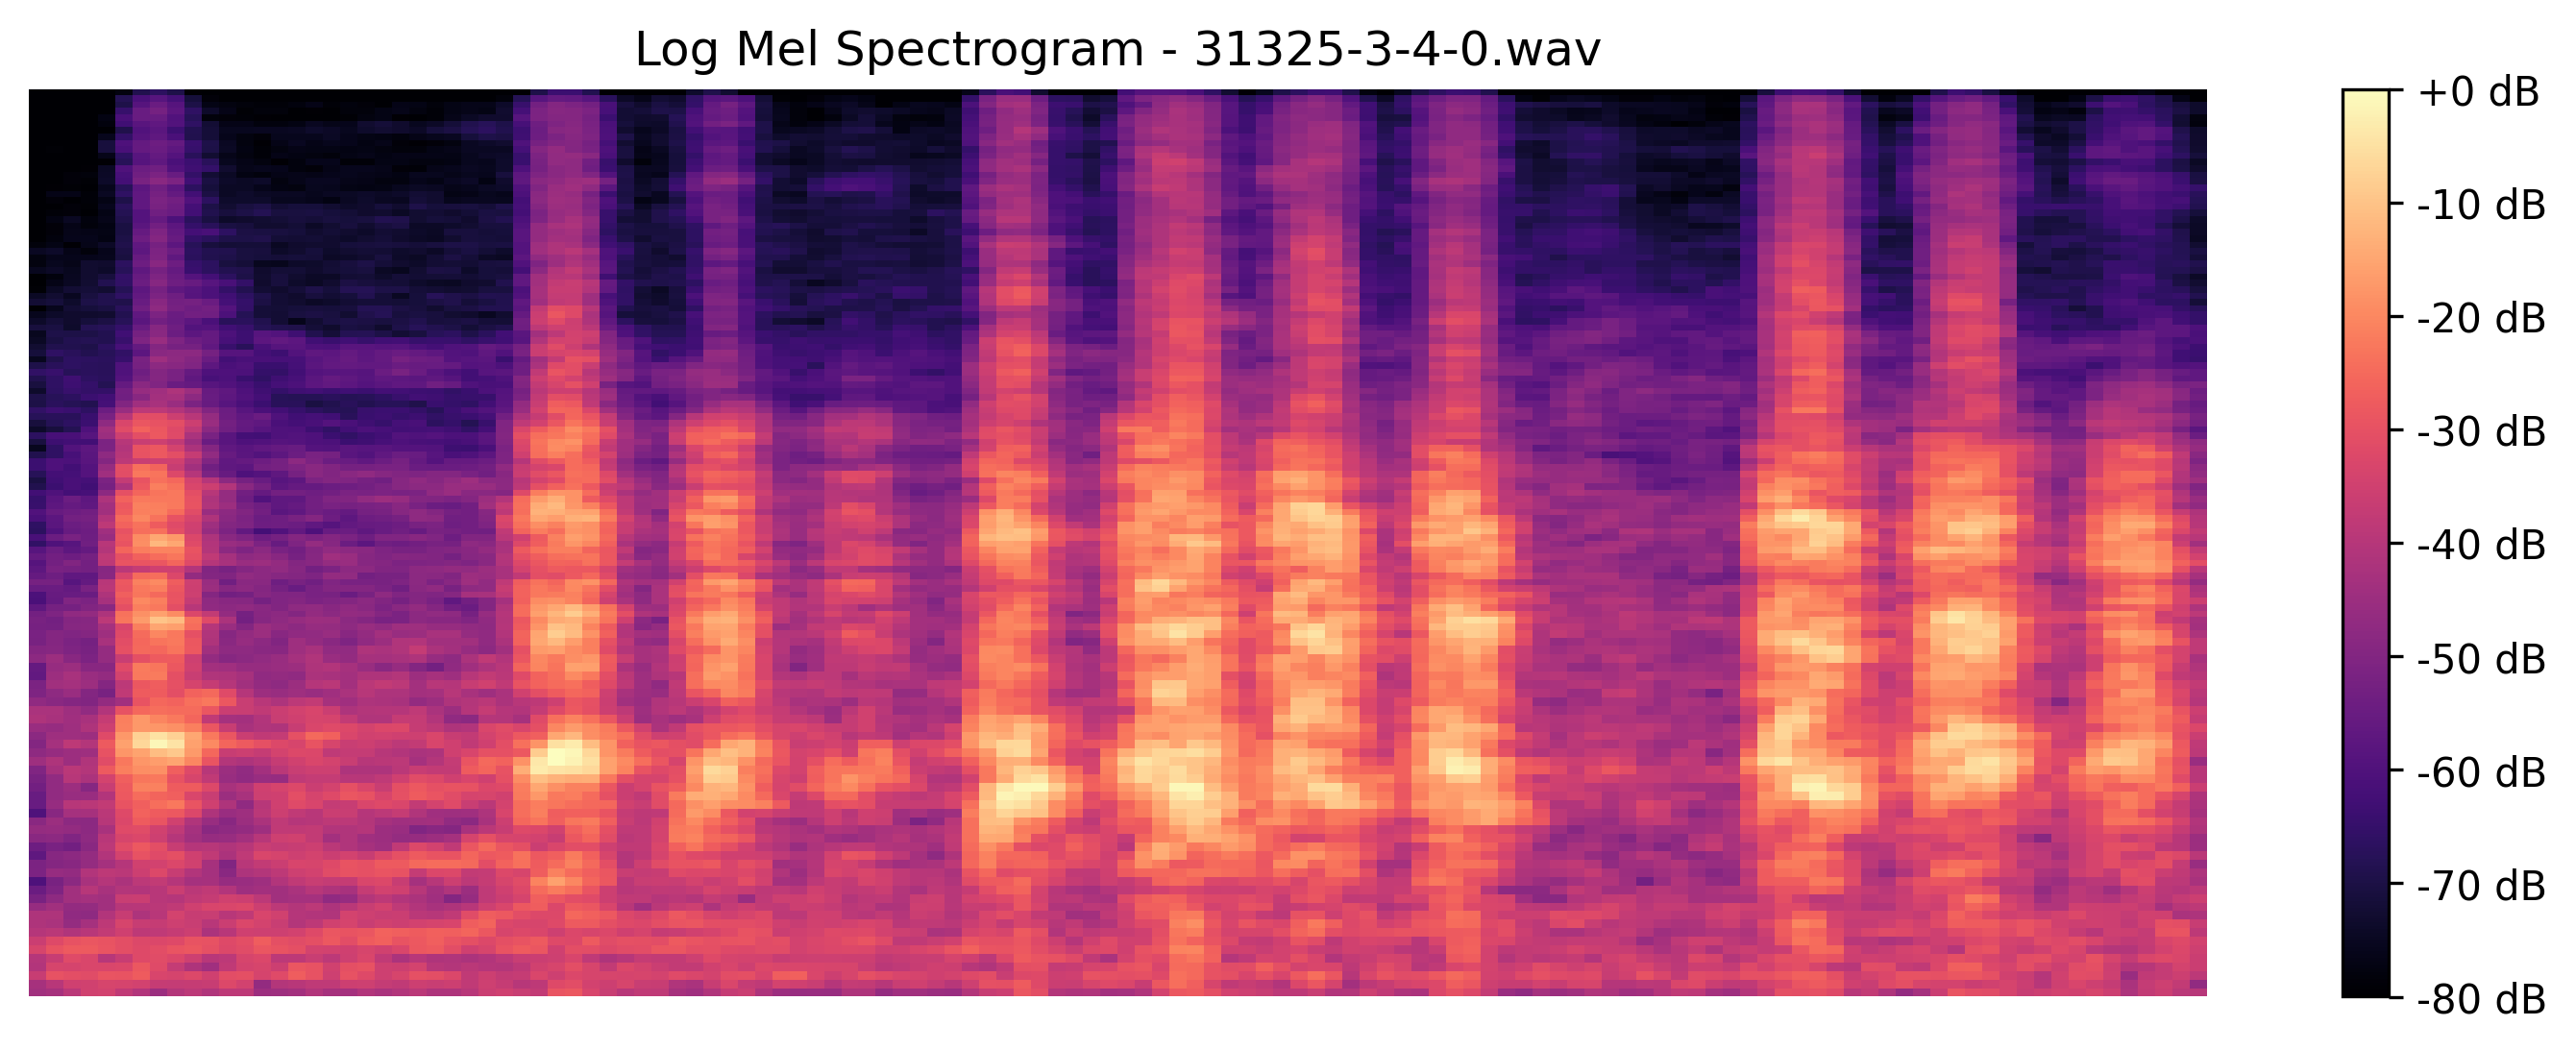 Log Mel Spectrogram - 31325-3-4-0.wav
+0 dB
-10 dB
-20 dB
-30 dB
-40 dB
-50 dB
-60 dB
-70 dB
-80 dB